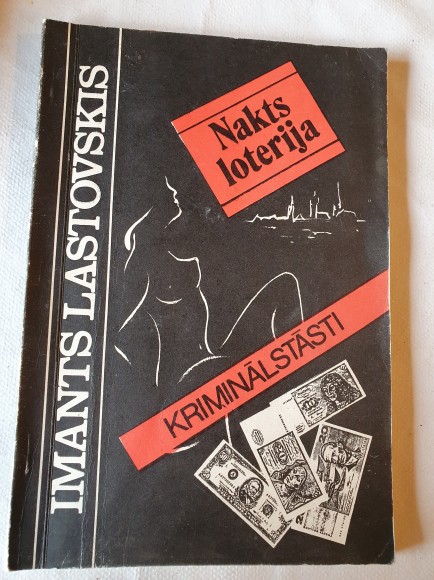 IMANTS LASTOVSKIS
Nakts
loterija
KRIMINĀLSTĀSTI